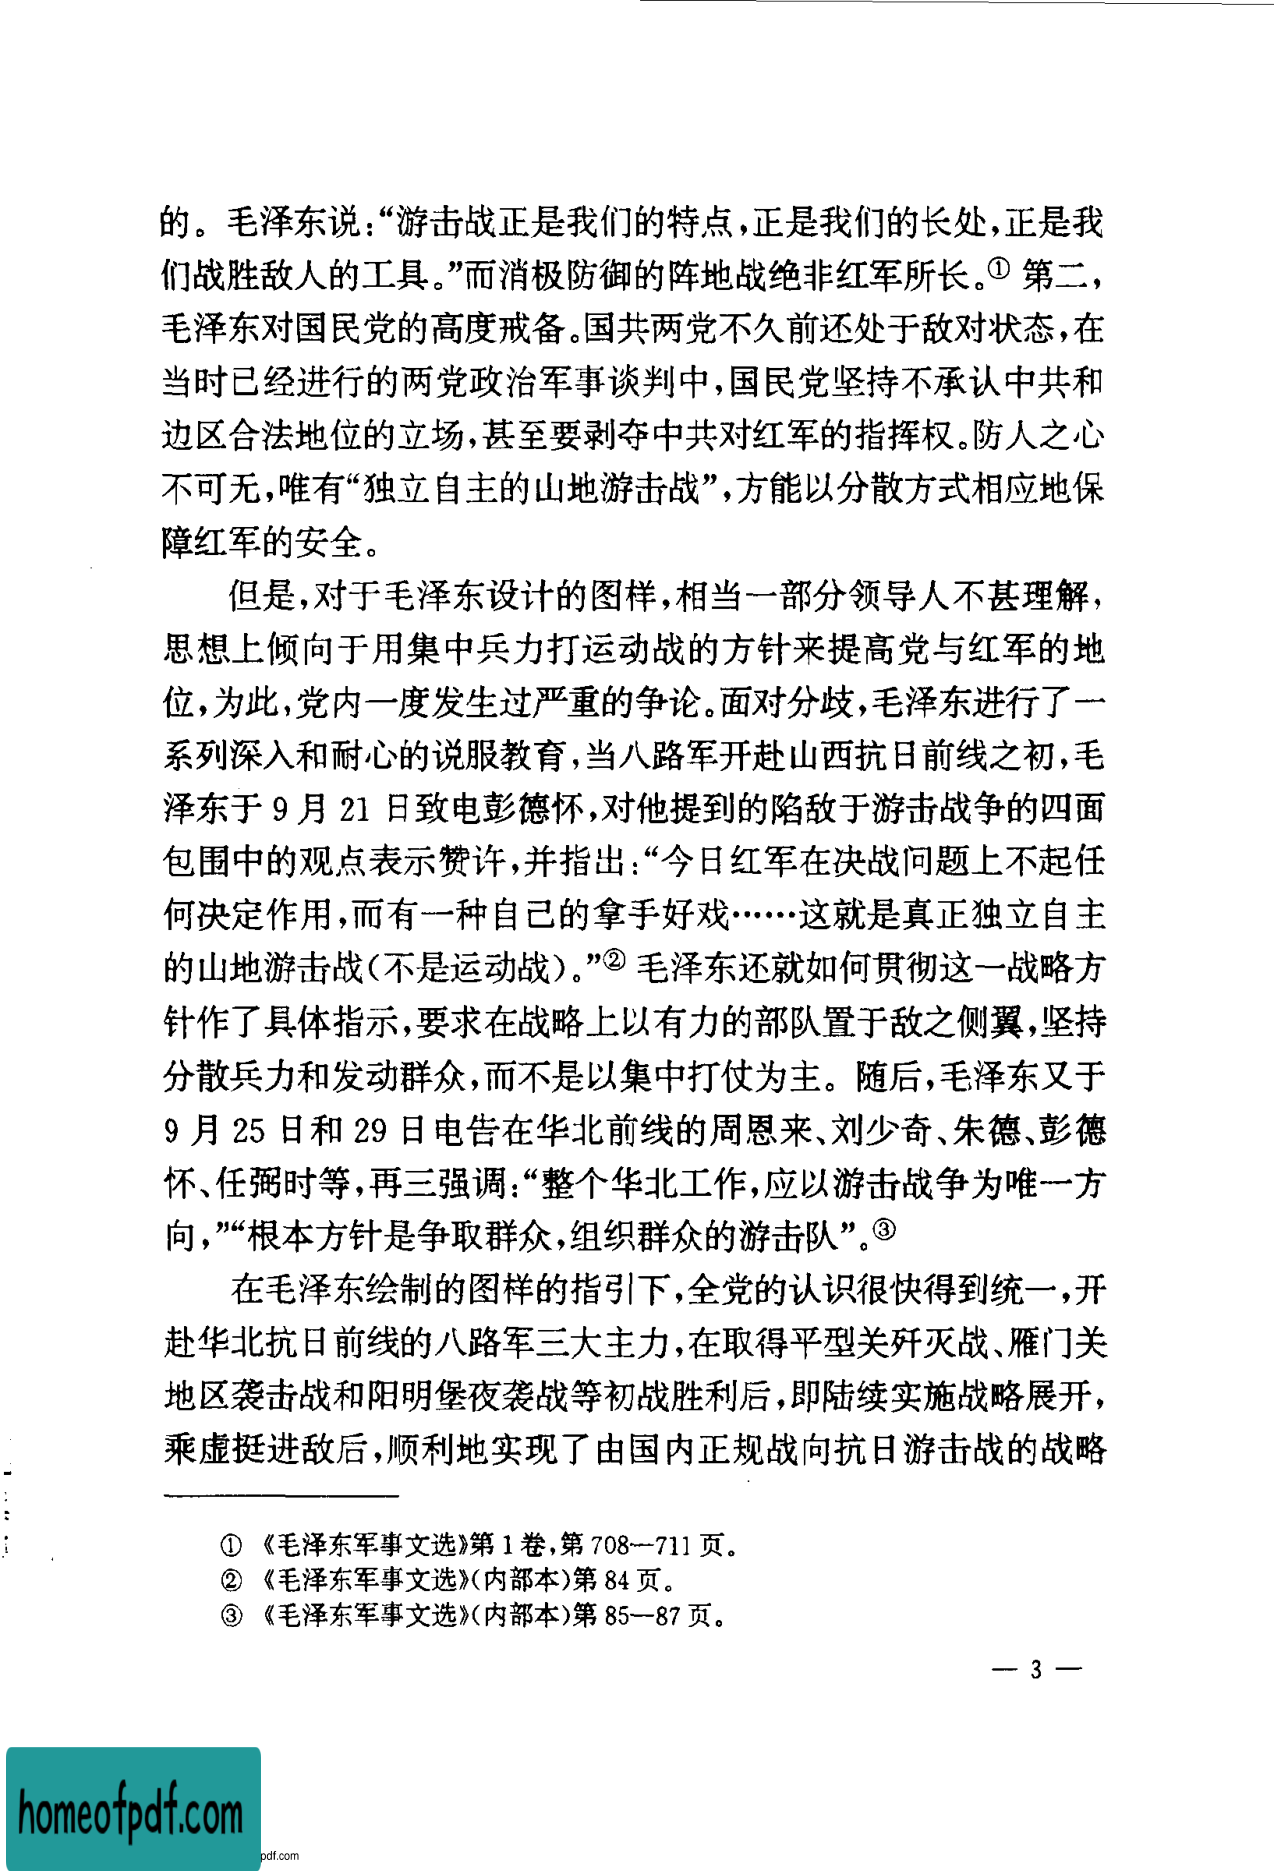 的。毛泽东说:“游击战正是我们的特点,正是我们的长处,正是我
们战胜敌人的工具。”而消极防御的阵地战绝非红军所长。① 第二,
毛泽东对国民党的高度戒备。国共两党不久前还处于敌对状态,在
当时已经进行的两党政治军事谈判中,国民党坚持不承认中共和
边区合法地位的立场,甚至要剥夺中共对红军的指挥权。防人之心
不可无,唯有“独立自主的山地游击战”,方能以分散方式相应地保
障红军的安全。
但是,对于毛泽东设计的图样,相当一部分领导人不甚理解,
思想上倾向于用集中兵力打运动战的方针来提高党与红军的地
位,为此,党内一度发生过严重的争论。面对分歧,毛泽东进行了一
系列深入和耐心的说服教育,当八路军开赴山西抗日前线之初,毛
泽东于 9 月 21 日致电彭德怀,对他提到的陷敌于游击战争的四面
包围中的观点表示赞许,并指出:“今日红军在决战问题上不起任
何决定作用,而有一种自己的拿手好戏……这就是真正独立自主
的山地游击战(不是运动战)。”② 毛泽东还就如何贯彻这一战略方
针作了具体指示,要求在战略上以有力的部队置于敌之侧翼,坚持
分散兵力和发动群众,而不是以集中打仗为主。随后,毛泽东又于
9 月 25 日和 29 日电告在华北前线的周恩来、刘少奇、朱德、彭德
怀、任弼时等,再三强调:“整个华北工作,应以游击战争为唯一方
向,”“根本方针是争取群众,组织群众的游击队”。③
在毛泽东绘制的图样的指引下,全党的认识很快得到统一,开
赴华北抗日前线的八路军三大主力,在取得平型关歼灭战、雁门关
地区袭击战和阳明堡夜袭战等初战胜利后,即陆续实施战略展开,
乘虚挺进敌后,顺利地实现了由国内正规战向抗日游击战的战略
① 《毛泽东军事文选》第 1 卷,第 708—711 页。
② 《毛泽东军事文选》(内部本)第 84 页。
③ 《毛泽东军事文选》(内部本)第 85—87 页。
— 3 —
homeofpdf.com
pdf.com